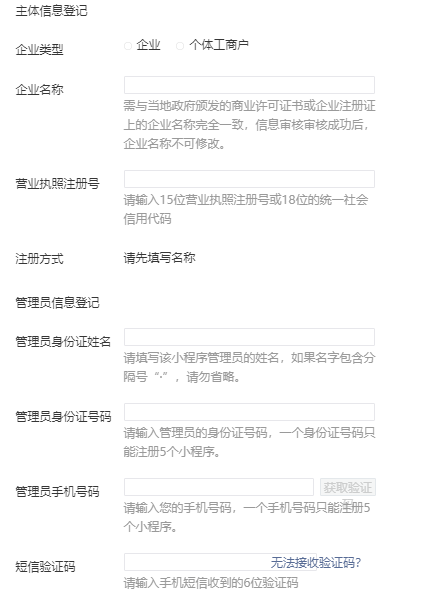 主体信息登记
企业类型 企业 个体工商户
企业名称
需与当地政府颁发的商业许可证书或企业注册证
上的企业名称完全一致，信息审核审核成功后，
企业名称不可修改。
营业执照注册号
请输入15位营业执照注册号或18位的统一社会
信用代码
注册方式 请先填写名称
管理员信息登记
管理员身份证姓名
请填写该小程序管理员的姓名，如果名字包含分
隔号“·”，请勿省略。
管理员身份证号码
请输入管理员的身份证号码，一个身份证号码只
能注册5个小程序。
管理员手机号码 获取验证
码
请输入您的手机号码，一个手机号码只能注册5
个小程序。
短信验证码 无法接收验证码？
请输入手机短信收到的6位验证码